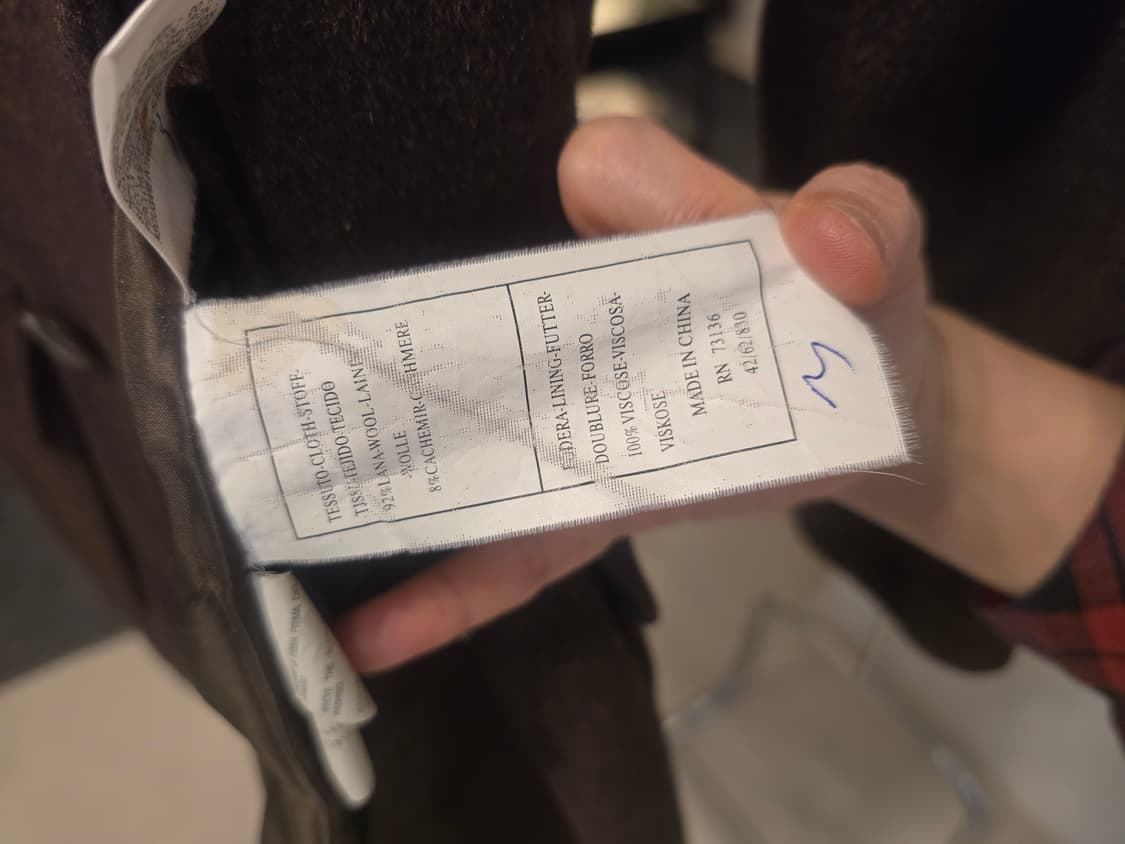 TESSUTO-CLOTH-STOFF-
TISSU-TEJIDO-TECIDO
92%LANA-WOOL-LAINE
-WOLLE
8%CACHEMIR-CASHMERE
FODERA-LINING-FUTTER-
DOUBLURE-FORRO
100% VISCOSE-VISCOSA-
VISKOSE
MADE IN CHINA
RN 73136
42/62/830